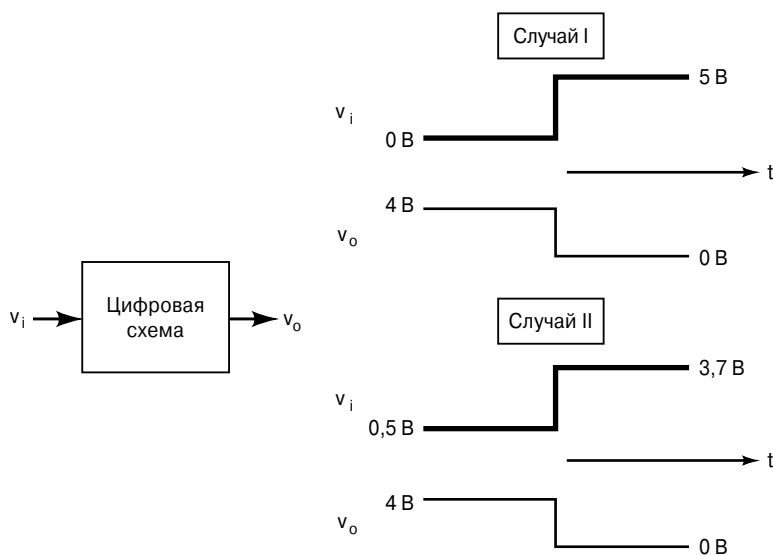 Случай I
5 В
v i
0 В
t
4 В
v o
0 В
v i
Цифровая
схема
v o
Случай II
3,7 В
v i
0,5 В
t
4 В
v o
0 В